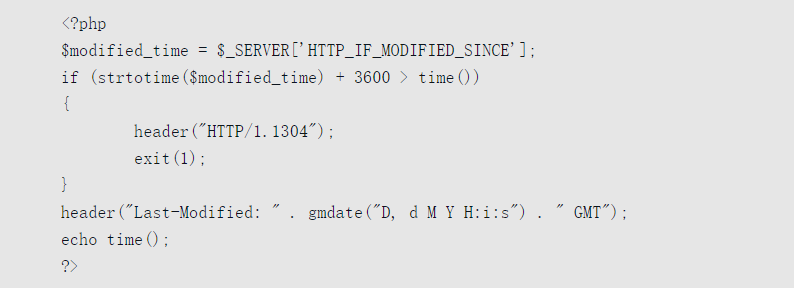 <?php
$modified_time = $_SERVER['HTTP_IF_MODIFIED_SINCE'];
if (strtotime($modified_time) + 3600 > time())
{
header("HTTP/1.1304");
exit(1);
}
header("Last-Modified: " . gmdate("D, d M Y H:i:s") . " GMT");
echo time();
?>